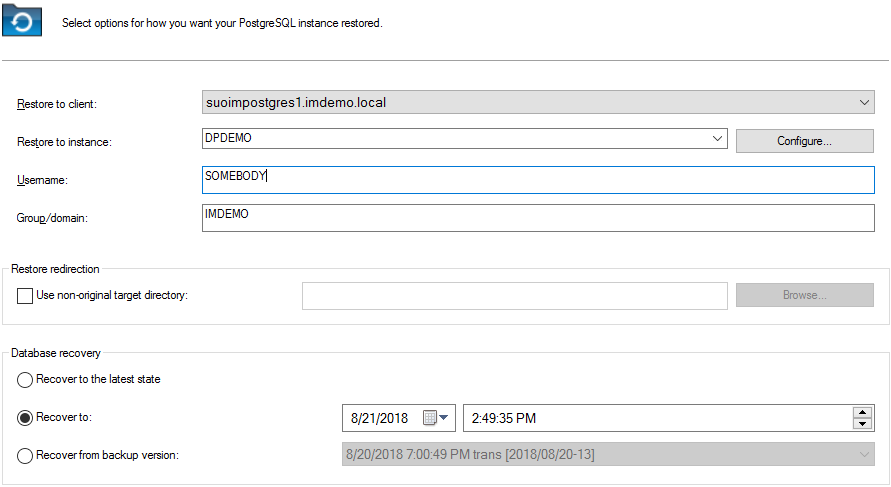 Select options for how you want your PostgreSQL instance restored.
Restore to client: suoimpostgres1.imdemo.local
Restore to instance: DPDEMO Configure...
Username: SOMEBODY
Group/domain: IMDEMO
Restore redirection
Use non-original target directory: Browse...
Database recovery
Recover to the latest state
Recover to: 8/21/2018 2:49:35 PM
Recover from backup version: 8/20/2018 7:00:49 PM trans [2018/08/20-13]